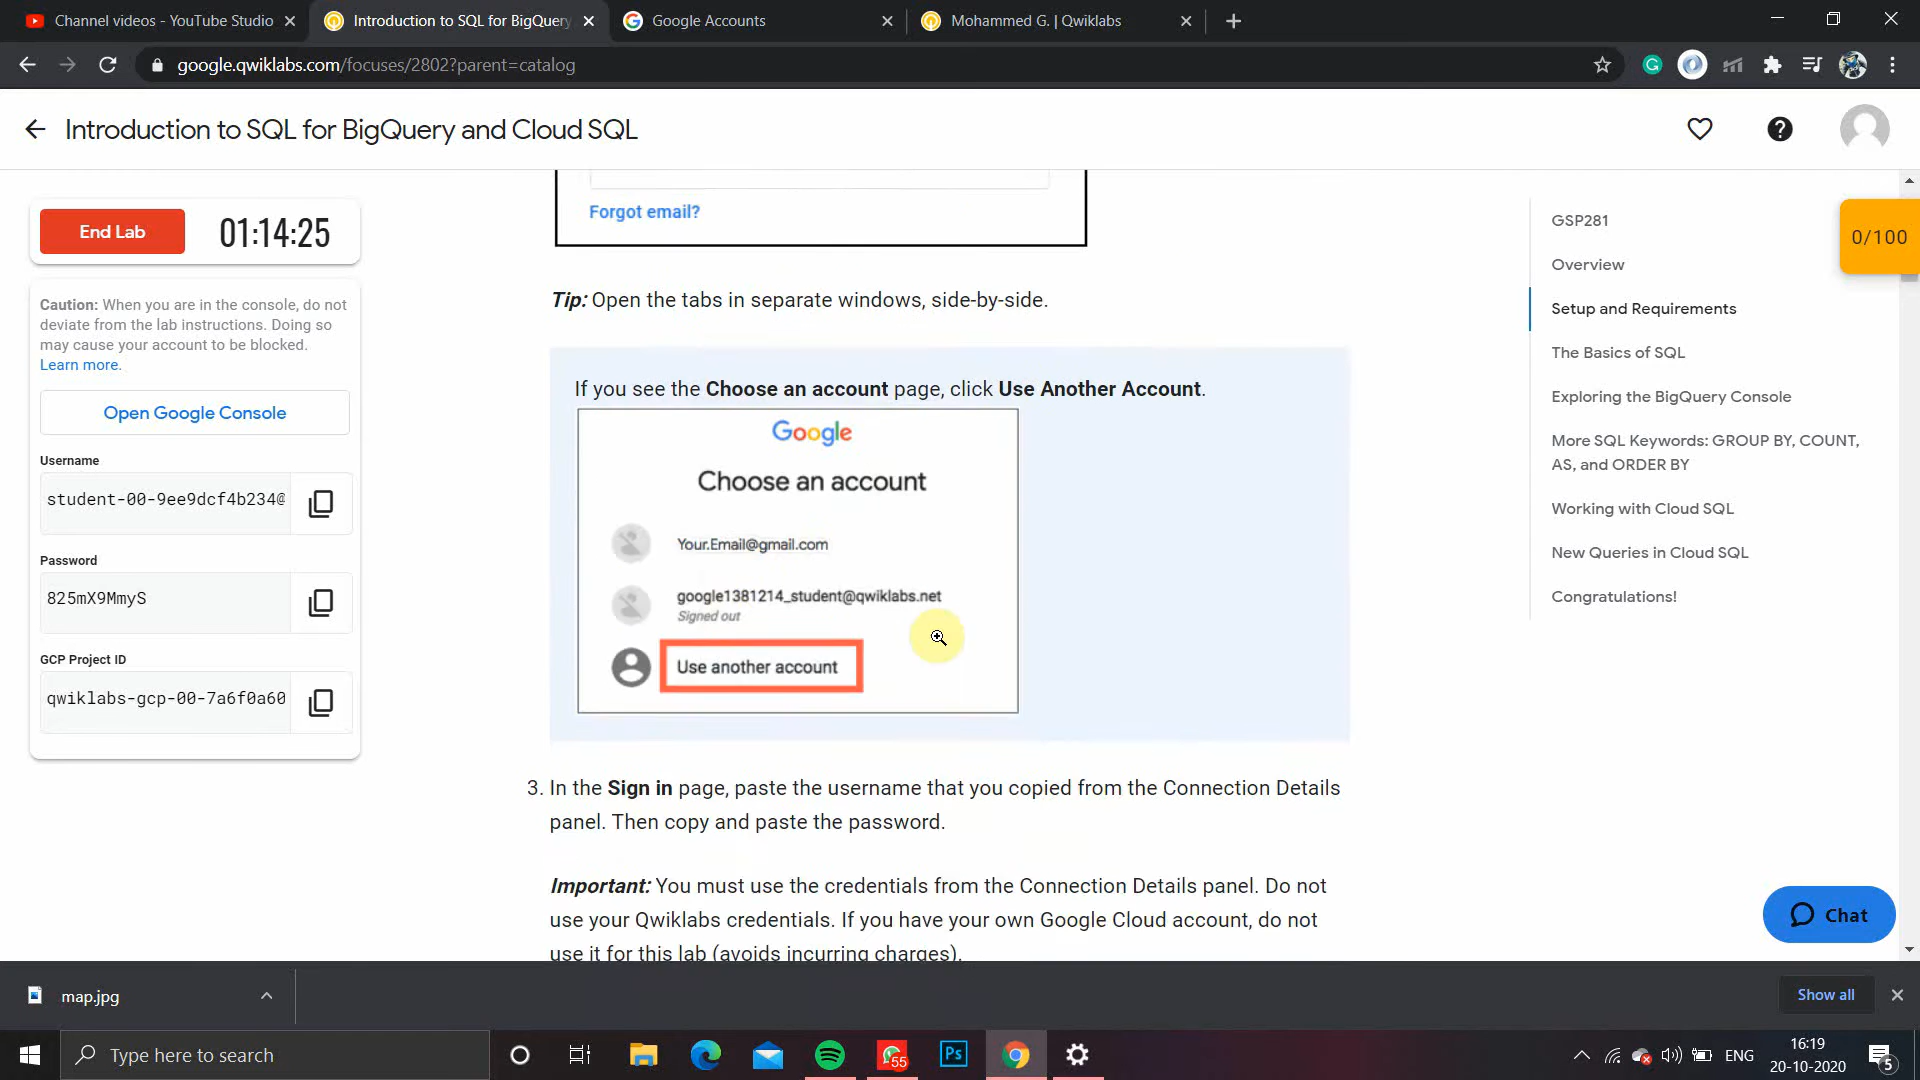 Channel videos - YouTube Studio
Introduction to SQL for BigQuery
Google Accounts
Mohammed G. | Qwiklabs
google.qwiklabs.com/focuses/2802?parent=catalog
Introduction to SQL for BigQuery and Cloud SQL
End Lab
01:14:25
Caution: When you are in the console, do not
deviate from the lab instructions. Doing so
may cause your account to be blocked.
Learn more.
Open Google Console
Username
student-00-9ee9dcf4b234@
Password
825mX9MmyS
GCP Project ID
qwiklabs-gcp-00-7a6f0a60
Forgot email?
Tip: Open the tabs in separate windows, side-by-side.
If you see the Choose an account page, click Use Another Account.
Google
Choose an account
Your.Email@gmail.com
google1381214_student@qwiklabs.net
Signed out
Use another account
3. In the Sign in page, paste the username that you copied from the Connection Details
panel. Then copy and paste the password.
Important: You must use the credentials from the Connection Details panel. Do not
use your Qwiklabs credentials. If you have your own Google Cloud account, do not
use it for this lab (avoids incurring charges).
GSP281
Overview
Setup and Requirements
The Basics of SQL
Exploring the BigQuery Console
More SQL Keywords: GROUP BY, COUNT,
AS, and ORDER BY
Working with Cloud SQL
New Queries in Cloud SQL
Congratulations!
0/100
Chat
map.jpg
Show all
Type here to search
55
Ps
ENG
16:19
20-10-2020
5